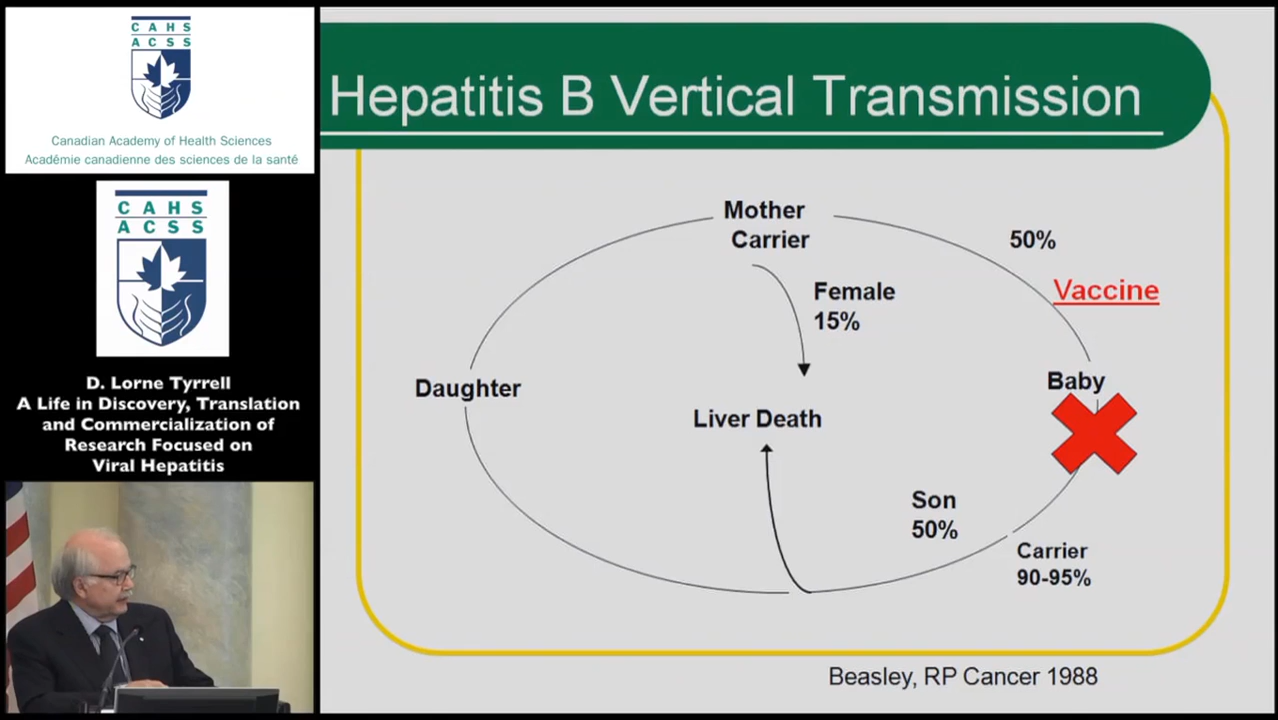 CAHS
ACSS
Canadian Academy of Health Sciences
Académie canadienne des sciences de la santé
CAHS
ACSS
D. Lorne Tyrrell
A Life in Discovery, Translation
and Commercialization of
Research Focused on
Viral Hepatitis
Hepatitis B Vertical Transmission
Mother
Carrier
50%
Vaccine
Female
15%
Baby
Daughter
Liver Death
Son
50%
Carrier
90-95%
Beasley, RP Cancer 1988